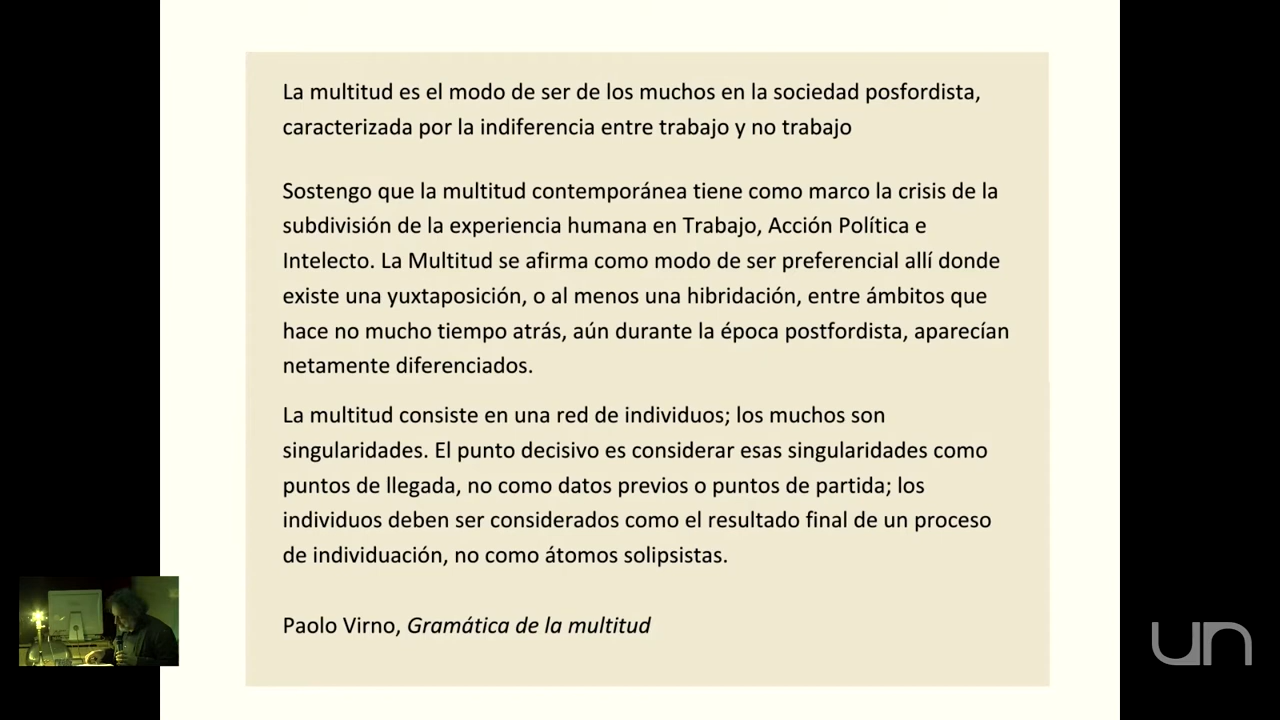 La multitud es el modo de ser de los muchos en la sociedad posfordista,
caracterizada por la indiferencia entre trabajo y no trabajo
Sostengo que la multitud contemporánea tiene como marco la crisis de la
subdivisión de la experiencia humana en Trabajo, Acción Política e
Intelecto. La Multitud se afirma como modo de ser preferencial allí donde
existe una yuxtaposición, o al menos una hibridación, entre ámbitos que
hace no mucho tiempo atrás, aún durante la época postfordista, aparecían
netamente diferenciados.
La multitud consiste en una red de individuos; los muchos son
singularidades. El punto decisivo es considerar esas singularidades como
puntos de llegada, no como datos previos o puntos de partida; los
individuos deben ser considerados como el resultado final de un proceso
de individuación, no como átomos solipsistas.
Paolo Virno, Gramática de la multitud
un